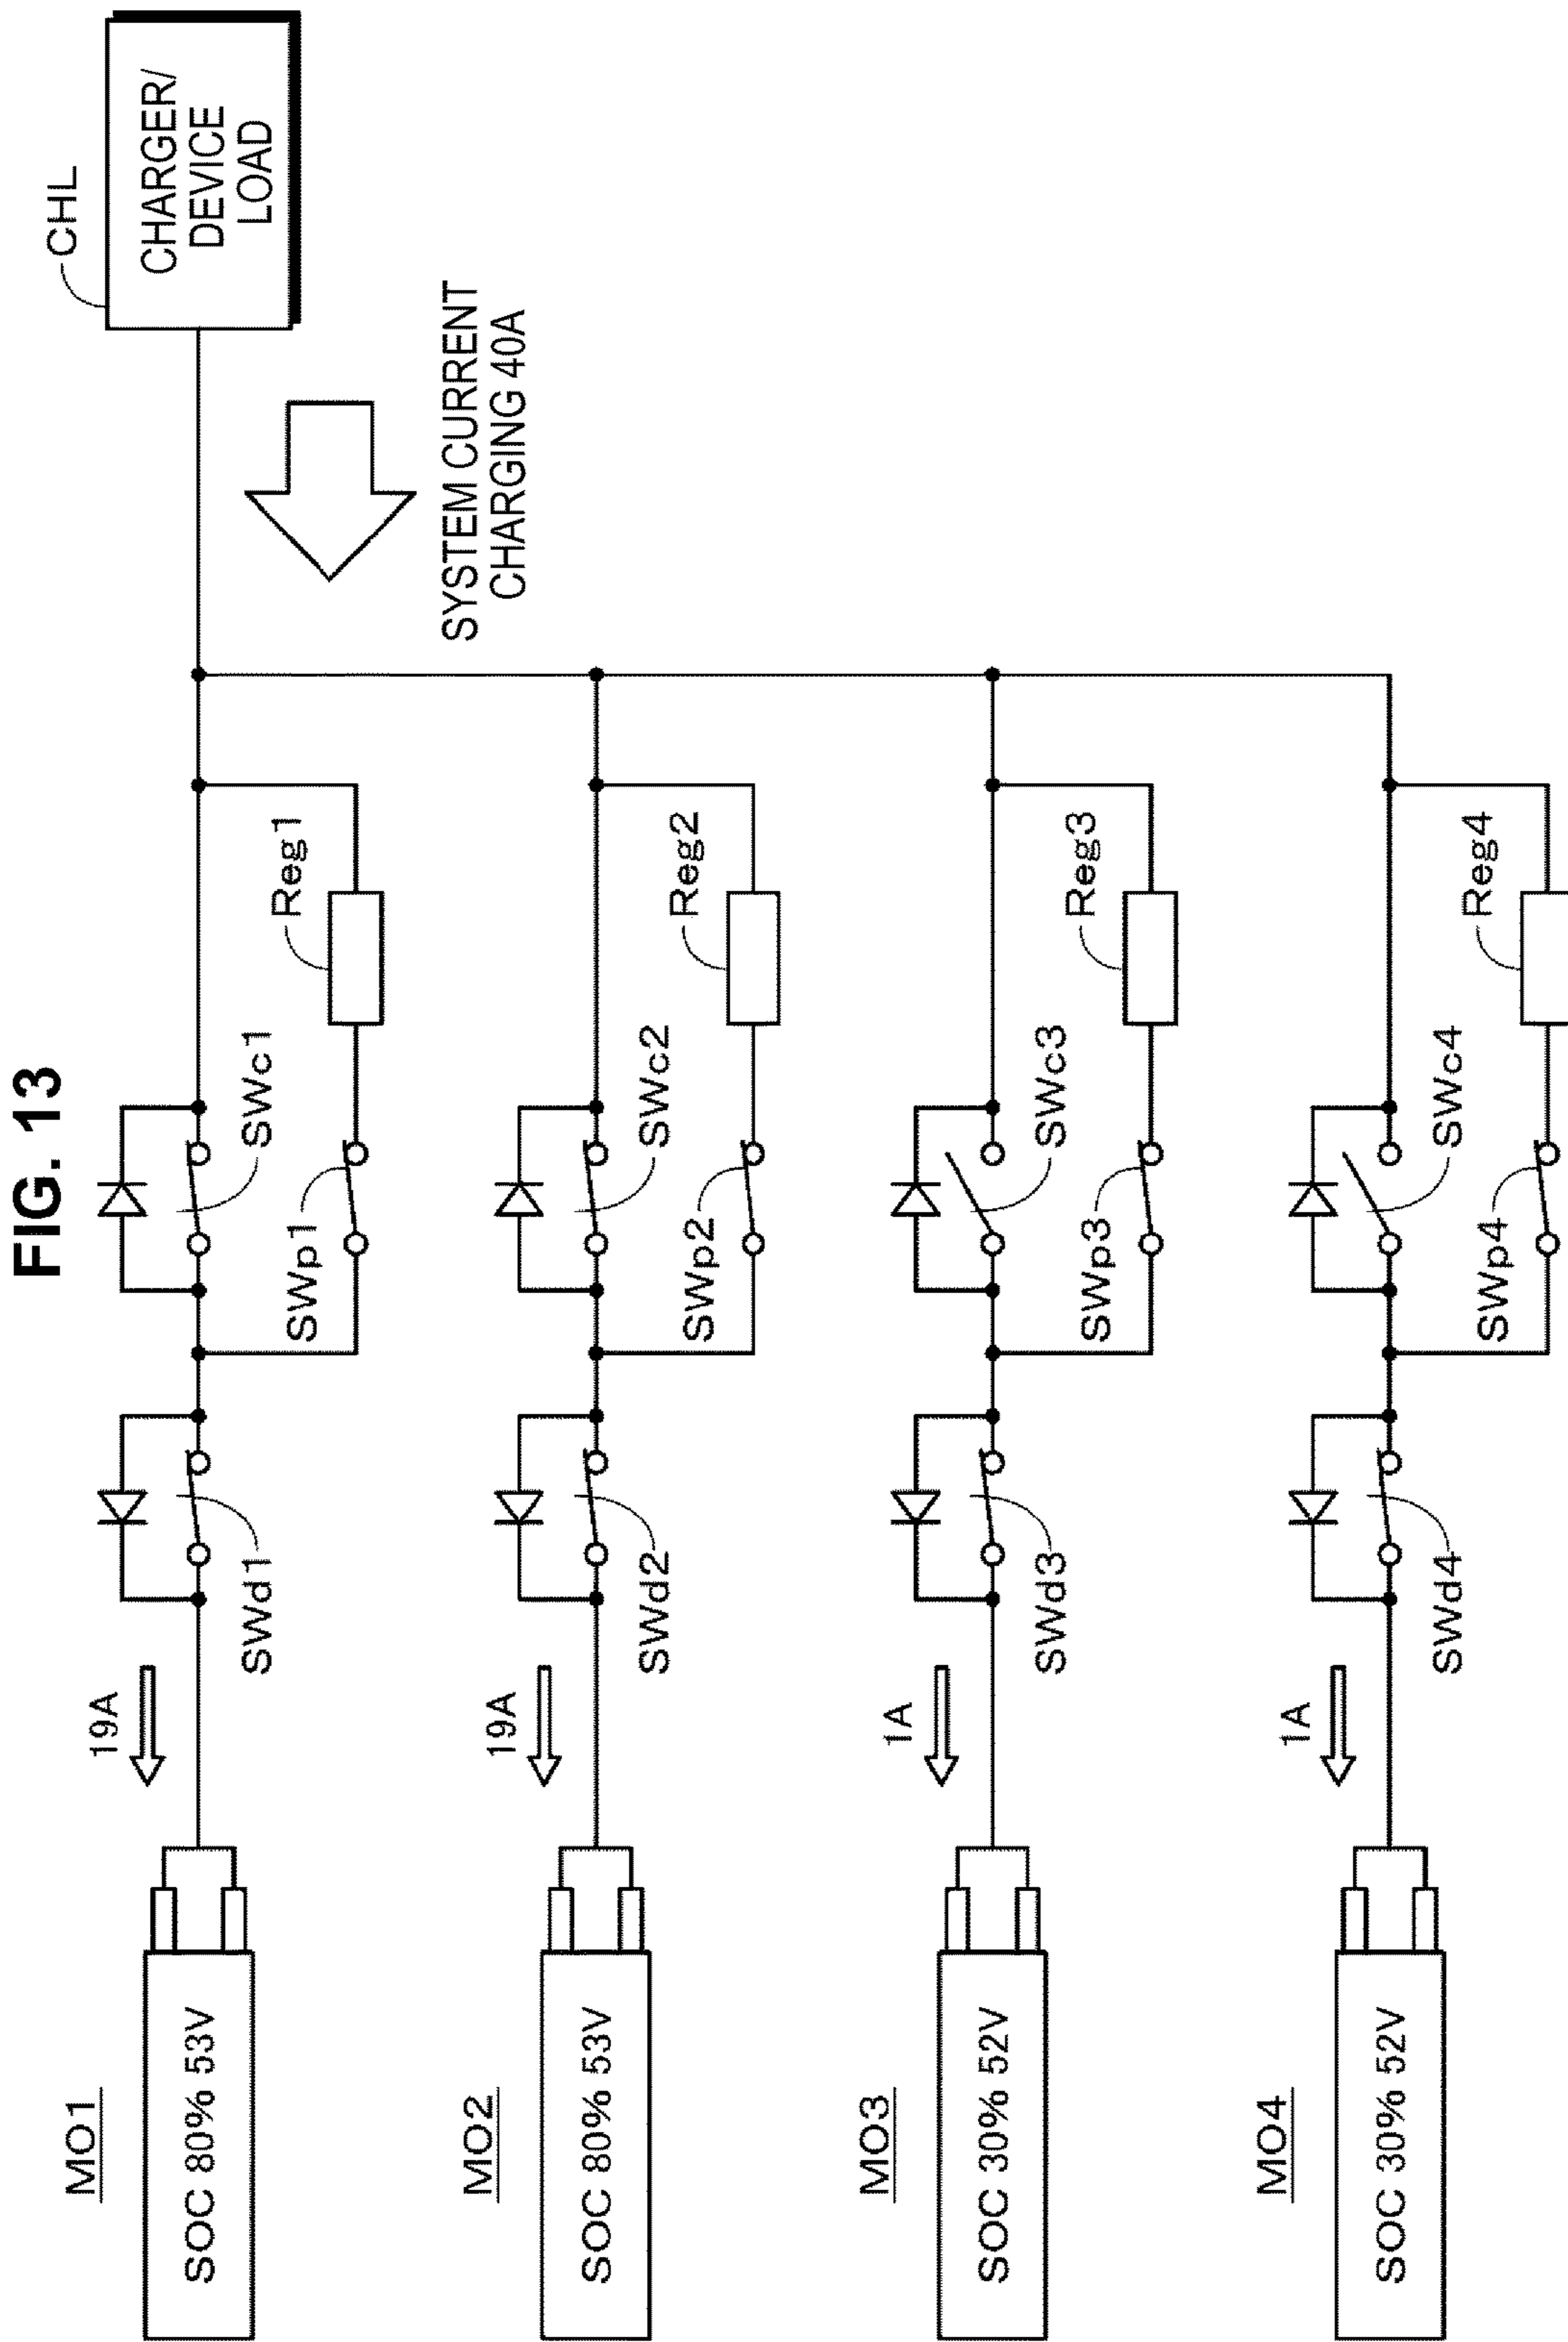 FIG. 13
CHL
CHARGER/
DEVICE
LOAD
SYSTEM CURRENT
CHARGING 40A
MO1
SOC 80% 53V
19A
SWd1
SWc1
SWp1
Reg1
MO2
SOC 80% 53V
19A
SWd2
SWc2
SWp2
Reg2
MO3
SOC 30% 52V
1A
SWd3
SWc3
SWp3
Reg3
MO4
SOC 30% 52V
1A
SWd4
SWc4
SWp4
Reg4